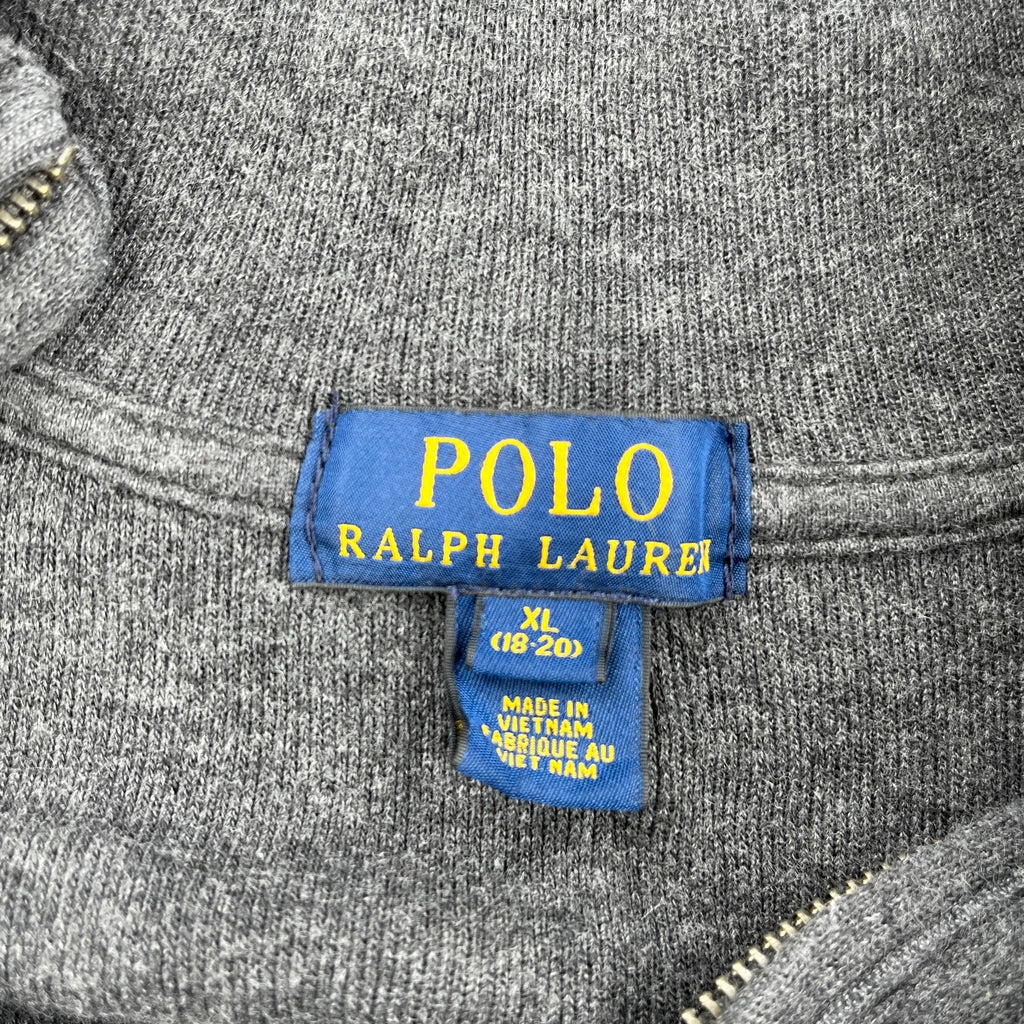 POLO
RALPH LAUREN
XL
(18-20)
MADE IN
VIETNAM
FABRIQUE AU
VIET NAM